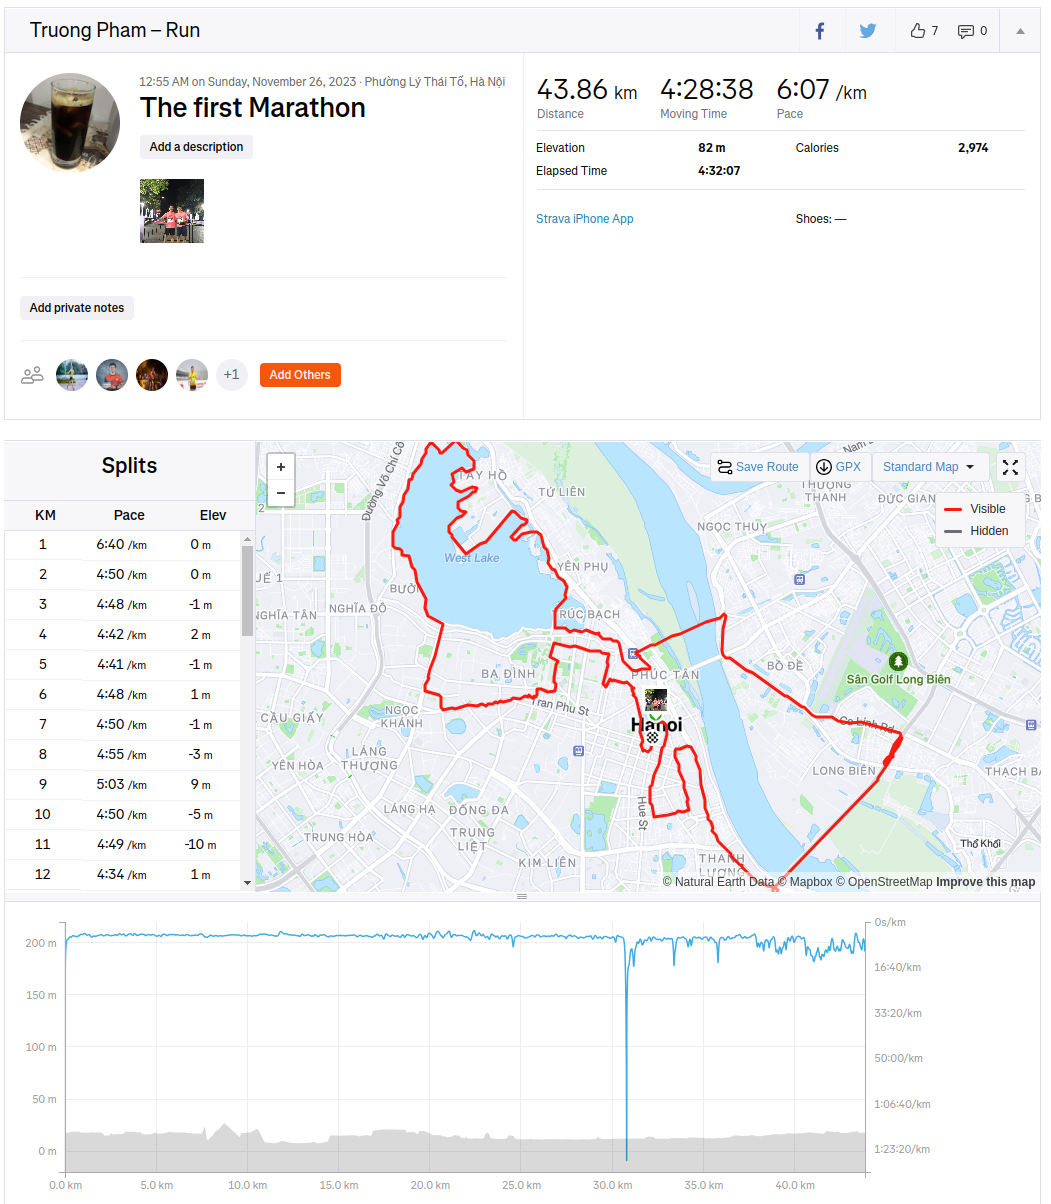 Truong Pham – Run
7
0
12:55 AM on Sunday, November 26, 2023 · Phường Lý Thái Tổ, Hà Nội
The first Marathon
Add a description
Add private notes
+1
Add Others
43.86 km
4:28:38
6:07 /km
Distance
Moving Time
Pace
Elevation
82 m
Calories
2,974
Elapsed Time
4:32:07
Strava iPhone App
Shoes: —
Splits
KM
Pace
Elev
1
6:40 /km
0 m
2
4:50 /km
0 m
3
4:48 /km
-1 m
4
4:42 /km
2 m
5
4:41 /km
-1 m
6
4:48 /km
1 m
7
4:50 /km
-1 m
8
4:55 /km
-3 m
9
5:03 /km
9 m
10
4:50 /km
-5 m
11
4:49 /km
-10 m
12
4:34 /km
1 m
+
−
Save Route
GPX
Standard Map
Visible
Hidden
Đường Võ Chí Cô
TÂY HỒ
TỨ LIÊN
THƯỢNG
THANH
ĐỨC GIAN
NGỌC THỤY
West Lake
YÊN PHỤ
UẾ 1
NGHĨA TÂN
NGHĨA ĐÔ
BƯỞI
TRÚC BẠCH
BA ĐÌNH
PHÚC TÂN
BỒ ĐỀ
Sân Golf Long Biên
CẦU GIẤY
NGỌC
KHÁNH
Tran Phu St
Hanoi
Co Linh Rd
LÁNG
THƯỢNG
YÊN HÒA
LONG BIÊN
THẠCH BÀ
LÁNG HẠ
ĐỐNG ĐA
Hue St
TRUNG HÒA
TRUNG
LIỆT
KIM LIÊN
THANH
LƯƠNG
Thổ Khối
© Natural Earth Data © Mapbox © OpenStreetMap Improve this map
200 m
150 m
100 m
50 m
0 m
0s/km
16:40/km
33:20/km
50:00/km
1:06:40/km
1:23:20/km
0.0 km
5.0 km
10.0 km
15.0 km
20.0 km
25.0 km
30.0 km
35.0 km
40.0 km